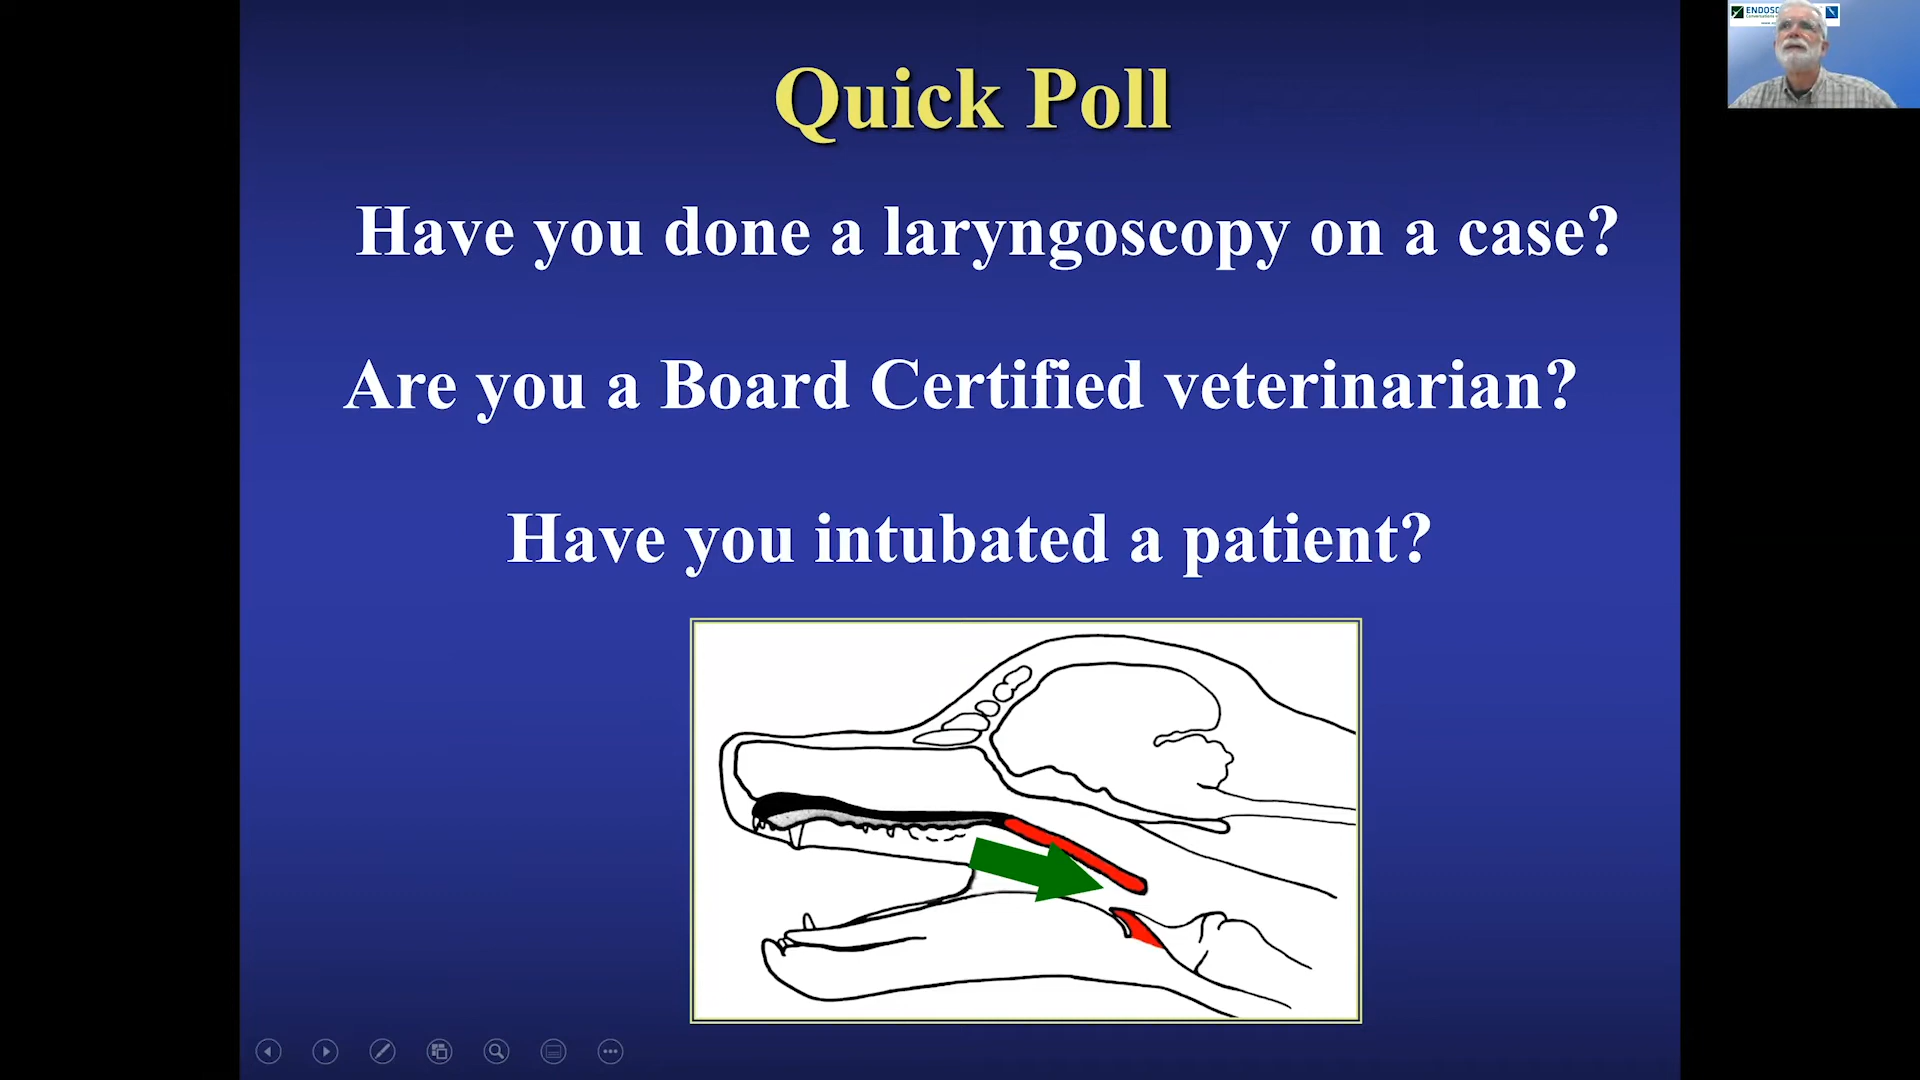 Quick Poll
Have you done a laryngoscopy on a case?
Are you a Board Certified veterinarian?
Have you intubated a patient?